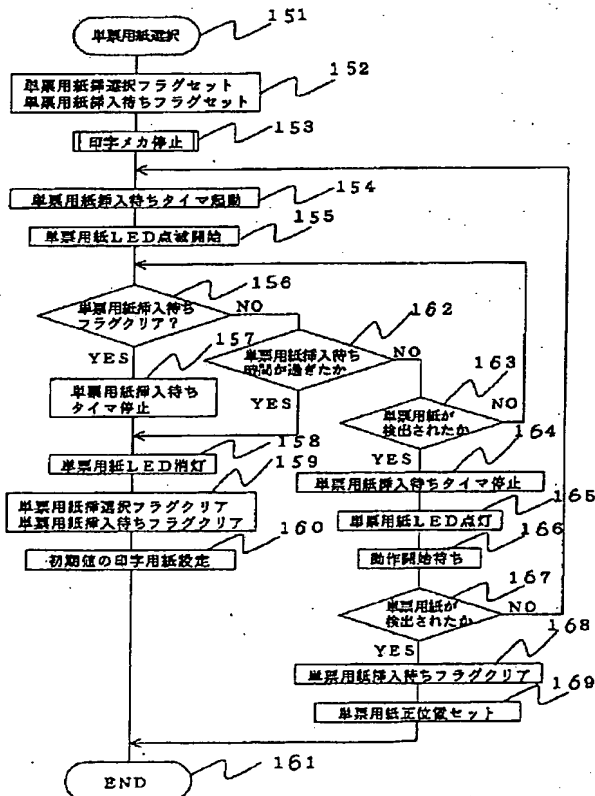 単票用紙選択
151
単票用紙挿選択フラグセット
単票用紙挿入待ちフラグセット
152
印字メカ停止
153
単票用紙挿入待ちタイマ起動
154
単票用紙LED点滅開始
155
単票用紙挿入待ち
フラグクリア?
156
NO
YES
157
単票用紙挿入待ち
タイマ停止
単票用紙挿入待ち
時間が過ぎたか
162
NO
YES
単票用紙が
検出されたか
163
NO
YES
164
単票用紙LED消灯
158
159
単票用紙挿選択フラグクリア
単票用紙挿入待ちフラグクリア
初期値の印字用紙設定
160
単票用紙挿入待ちタイマ停止
単票用紙LED点灯
165
動作開始待ち
166
単票用紙が
検出されたか
167
NO
YES
168
単票用紙挿入待ちフラグクリア
単票用紙正位置セット
169
END
161